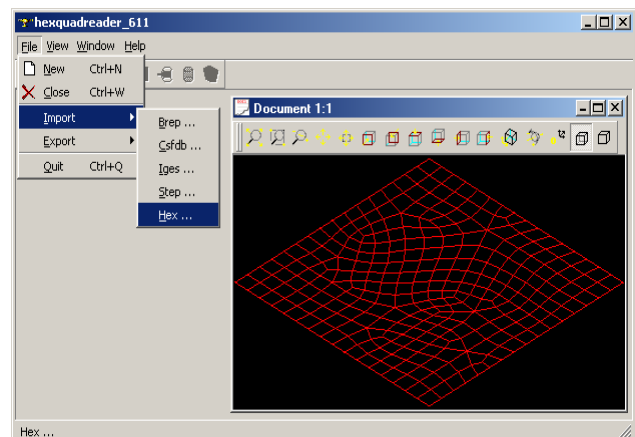 hexquadreader_611
File View Window Help
New Ctrl+N
Close Ctrl+W
Import
Export
Quit Ctrl+Q
Brep ...
Csfdb ...
Iges ...
Step ...
Hex ...
Document 1:1
Hex ...